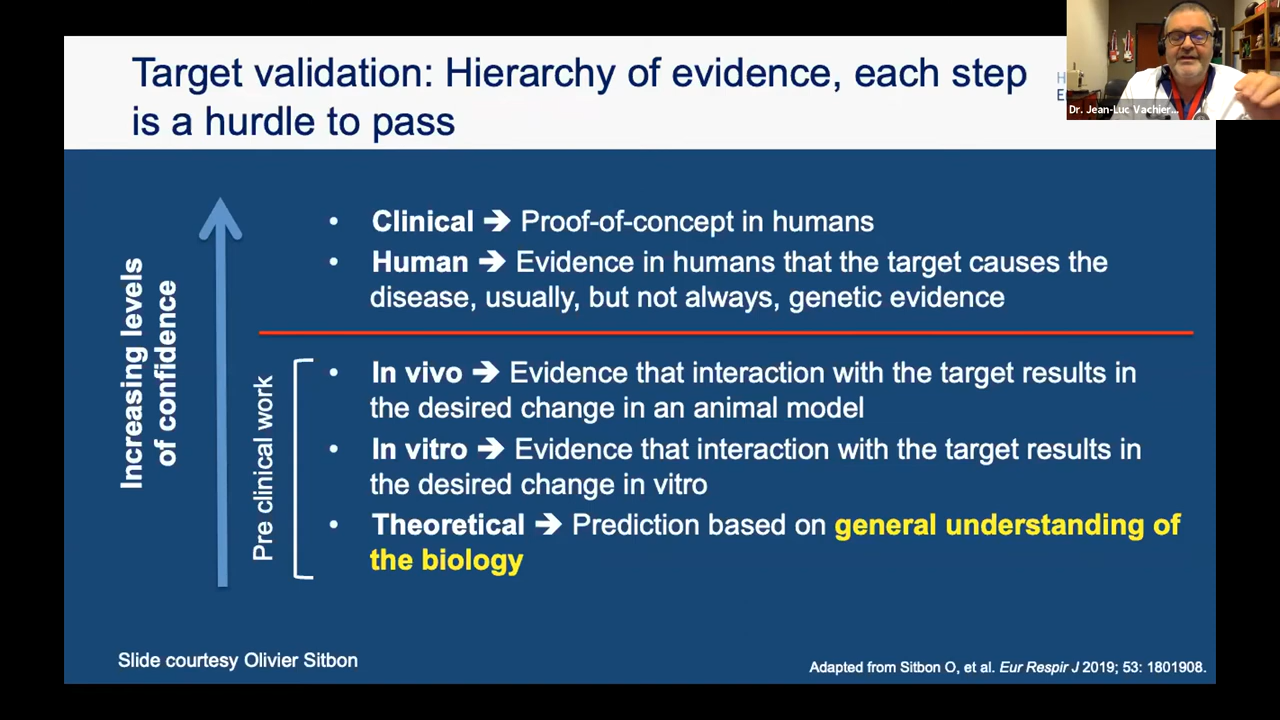 Target validation: Hierarchy of evidence, each step
is a hurdle to pass
H
E
Dr. Jean-Luc Vachier...
Increasing levels
of confidence
Pre clinical work
• Clinical ➔ Proof-of-concept in humans
• Human ➔ Evidence in humans that the target causes the
disease, usually, but not always, genetic evidence
• In vivo ➔ Evidence that interaction with the target results in
the desired change in an animal model
• In vitro ➔ Evidence that interaction with the target results in
the desired change in vitro
• Theoretical ➔ Prediction based on general understanding of
the biology
Slide courtesy Olivier Sitbon
Adapted from Sitbon O, et al. Eur Respir J 2019; 53: 1801908.